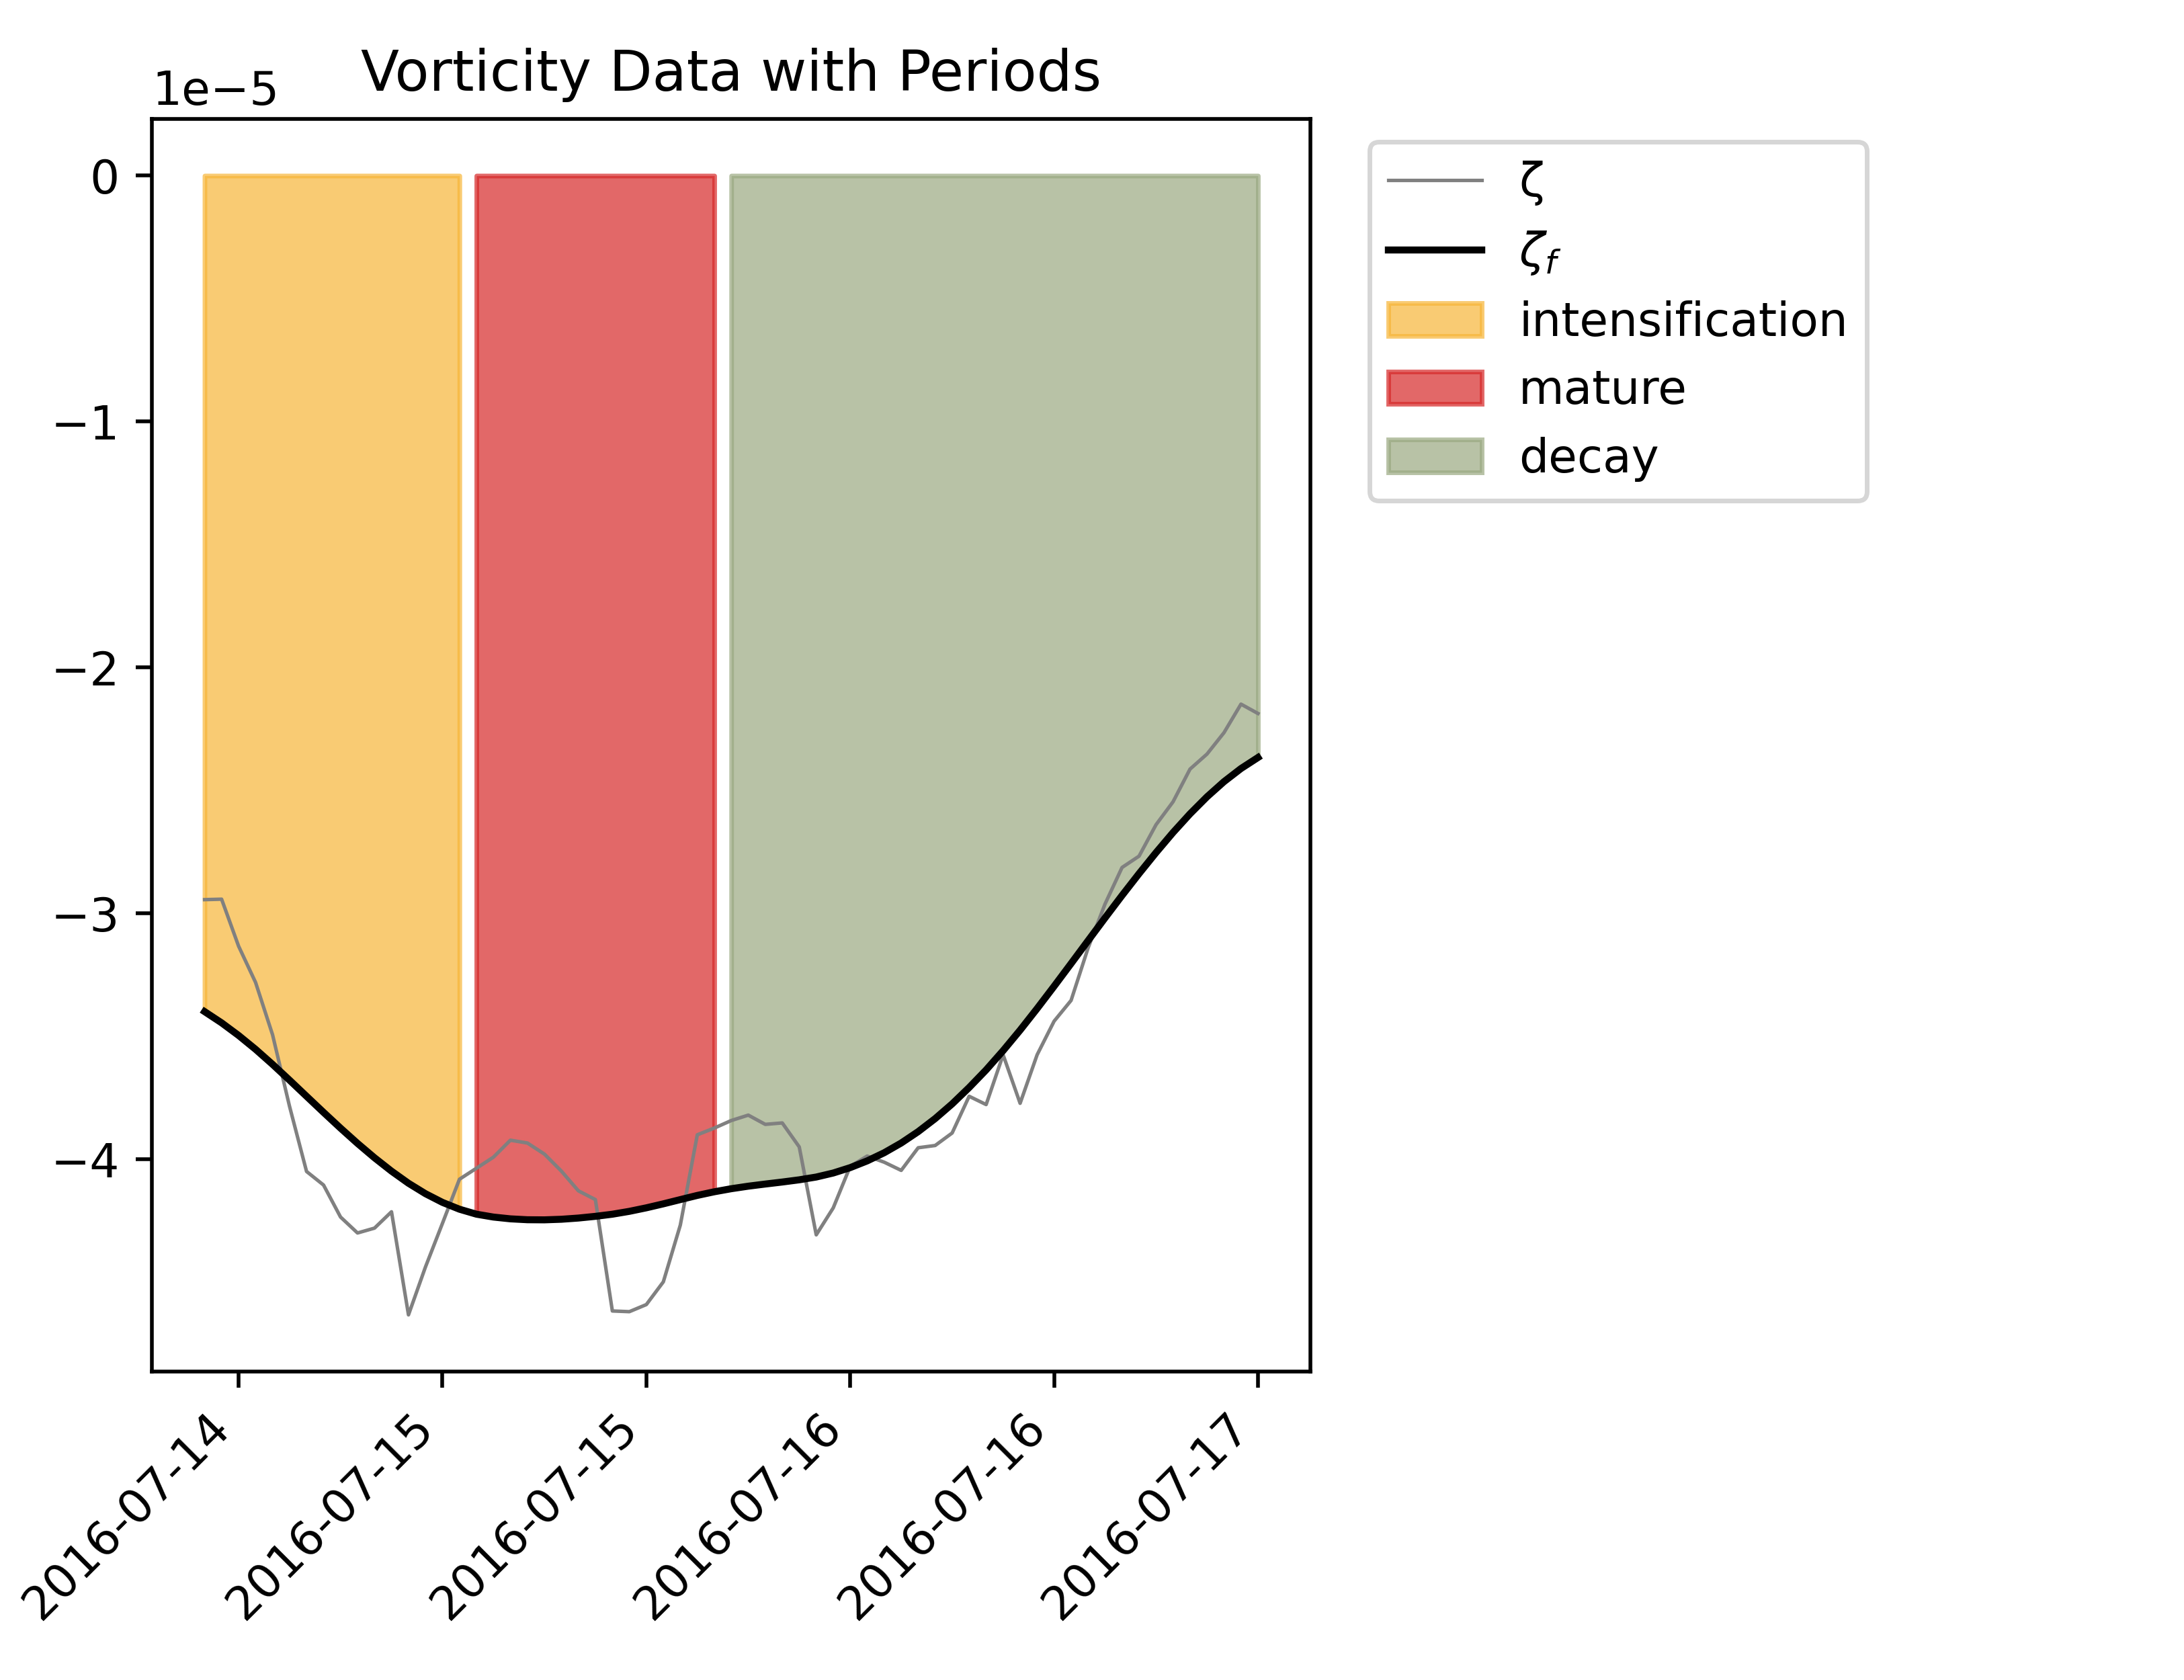 Vorticity Data with Periods
1e−5
0
−1
−2
−3
−4
2016-07-14
2016-07-15
2016-07-15
2016-07-16
2016-07-16
2016-07-17
ζ
ζf
intensification
mature
decay